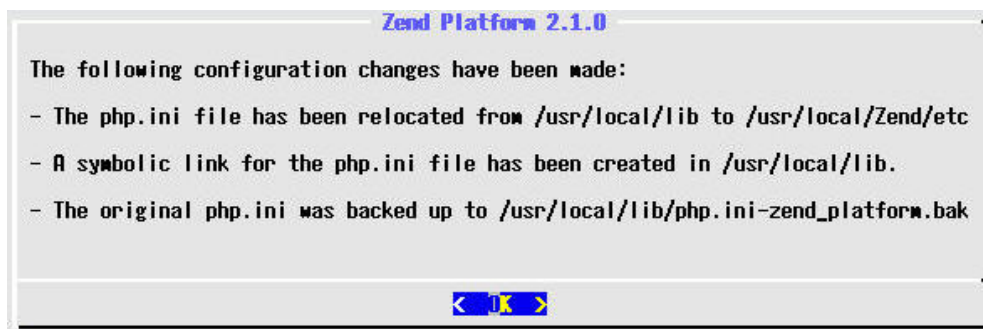 Zend Platform 2.1.0
The following configuration changes have been made:
- The php.ini file has been relocated from /usr/local/lib to /usr/local/Zend/etc
- A symbolic link for the php.ini file has been created in /usr/local/lib.
- The original php.ini was backed up to /usr/local/lib/php.ini-zend_platform.bak
< OK >